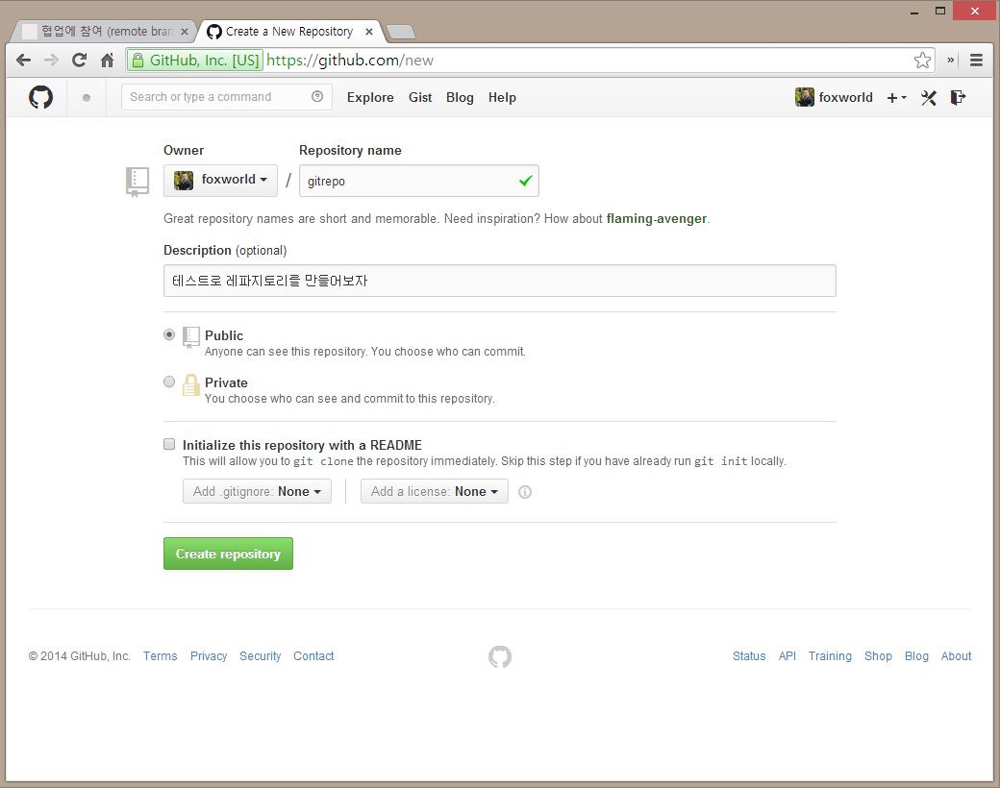 협업에 참여 (remote bran
Create a New Repository
GitHub, Inc. [US] https://github.com/new
Search or type a command Explore Gist Blog Help foxworld
Owner Repository name
foxworld / gitrepo
Great repository names are short and memorable. Need inspiration? How about flaming-avenger.
Description (optional)
테스트로 레파지토리를 만들어보자
Public
Anyone can see this repository. You choose who can commit.
Private
You choose who can see and commit to this repository.
Initialize this repository with a README
This will allow you to git clone the repository immediately. Skip this step if you have already run git init locally.
Add .gitignore: None Add a license: None
Create repository
© 2014 GitHub, Inc. Terms Privacy Security Contact Status API Training Shop Blog About